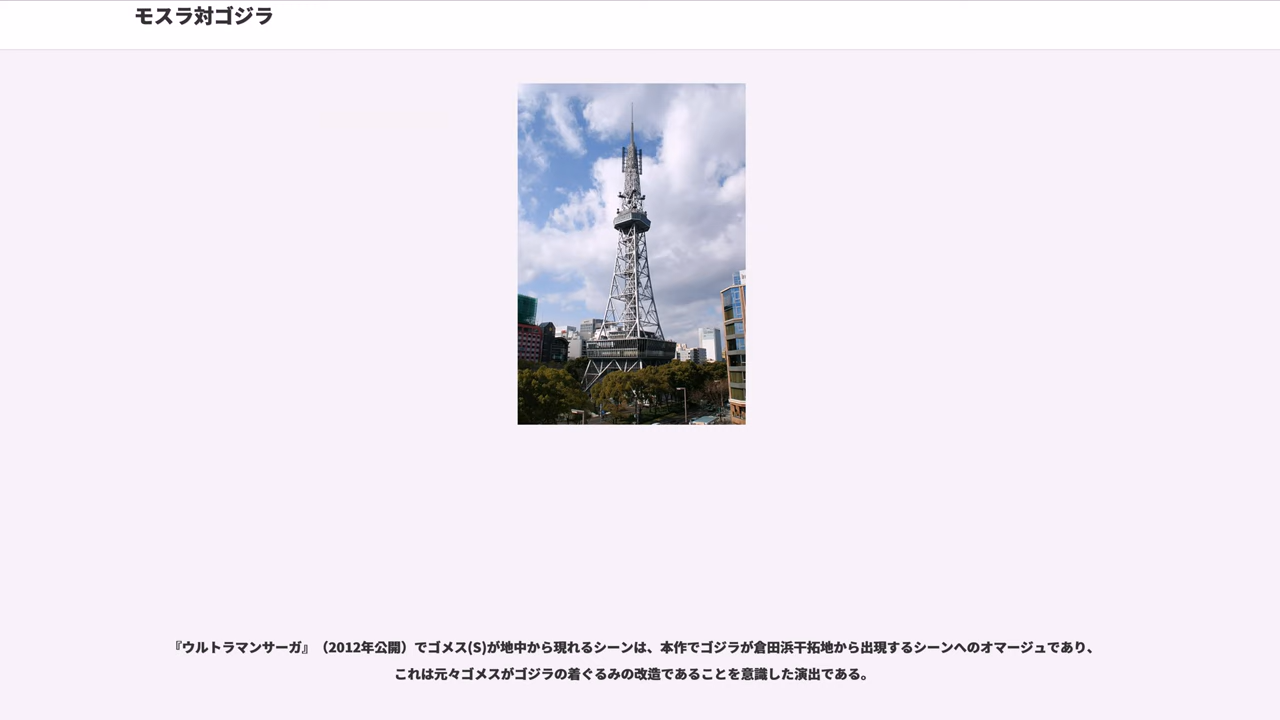 モスラ対ゴジラ
『ウルトラマンサーガ』（2012年公開）でゴメス(S)が地中から現れるシーンは、本作でゴジラが倉田浜干拓地から出現するシーンへのオマージュであり、
これは元々ゴメスがゴジラの着ぐるみの改造であることを意識した演出である。